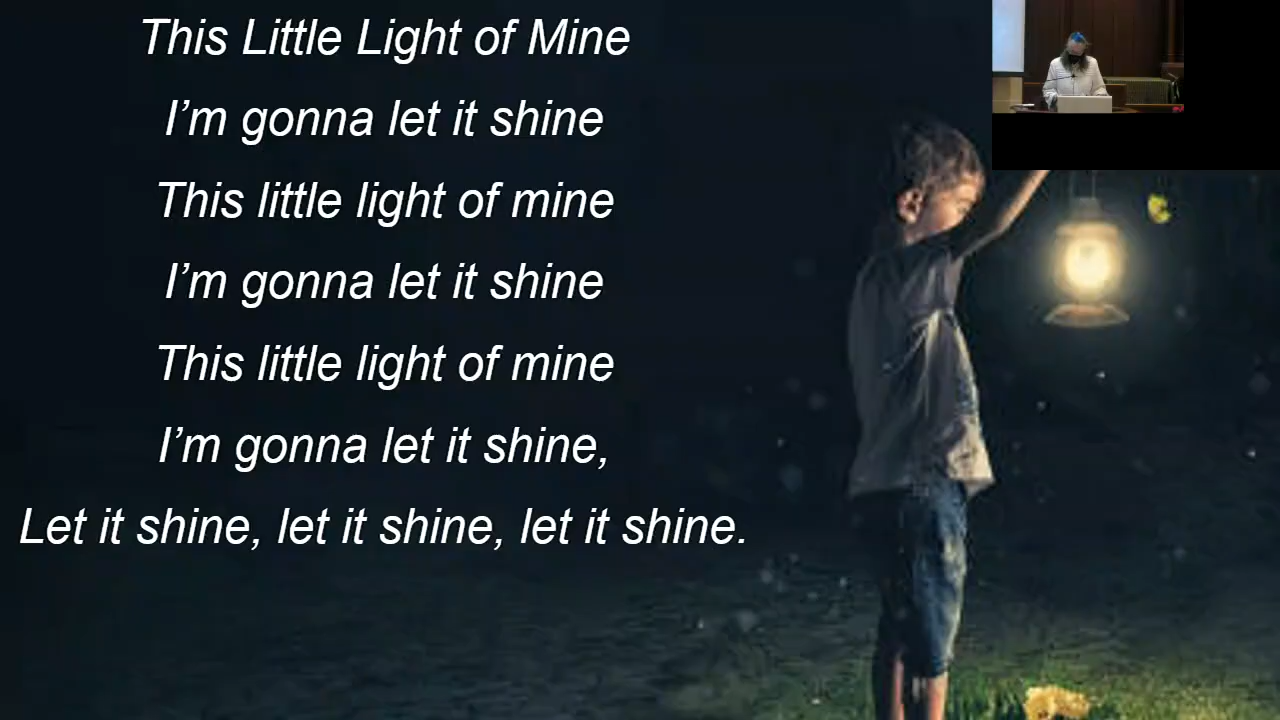 This Little Light of Mine
I’m gonna let it shine
This little light of mine
I’m gonna let it shine
This little light of mine
I’m gonna let it shine,
Let it shine, let it shine, let it shine.